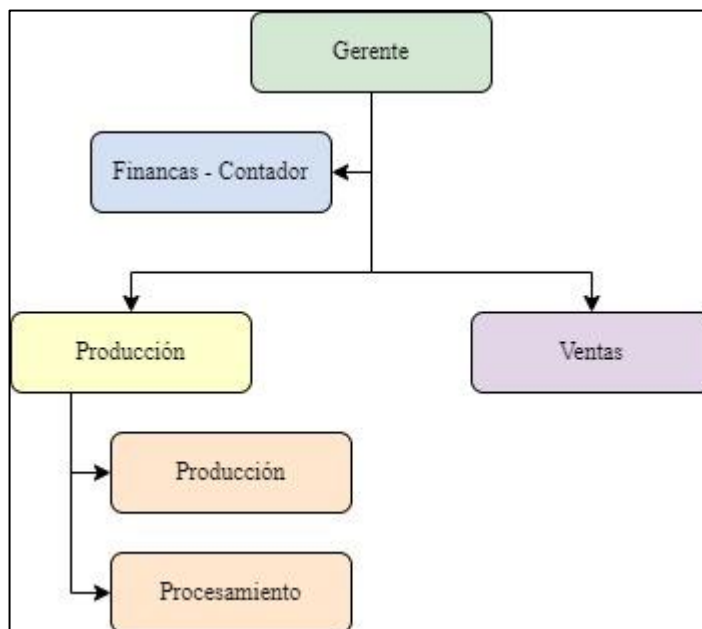 Gerente
Financas - Contador
Producción
Ventas
Producción
Procesamiento